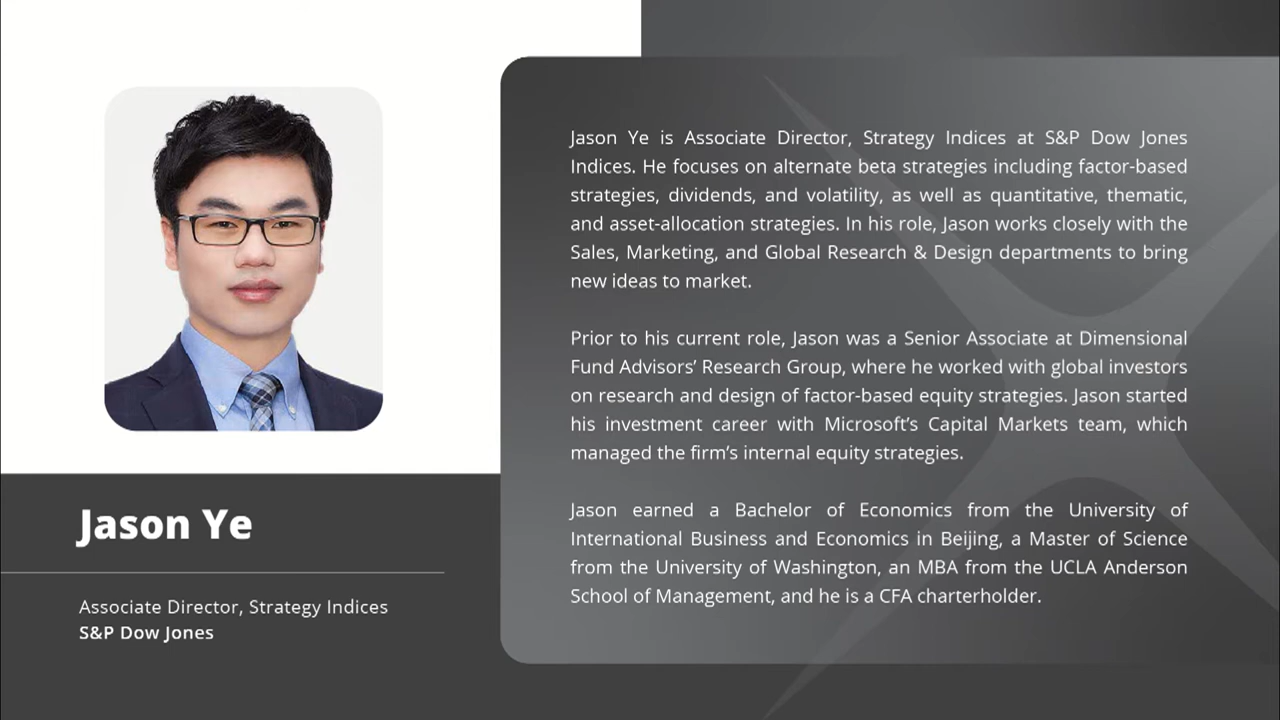 Jason Ye
Associate Director, Strategy Indices
S&P Dow Jones
Jason Ye is Associate Director, Strategy Indices at S&P Dow Jones
Indices. He focuses on alternate beta strategies including factor-based
strategies, dividends, and volatility, as well as quantitative, thematic,
and asset-allocation strategies. In his role, Jason works closely with the
Sales, Marketing, and Global Research & Design departments to bring
new ideas to market.
Prior to his current role, Jason was a Senior Associate at Dimensional
Fund Advisors’ Research Group, where he worked with global investors
on research and design of factor-based equity strategies. Jason started
his investment career with Microsoft’s Capital Markets team, which
managed the firm’s internal equity strategies.
Jason earned a Bachelor of Economics from the University of
International Business and Economics in Beijing, a Master of Science
from the University of Washington, an MBA from the UCLA Anderson
School of Management, and he is a CFA charterholder.